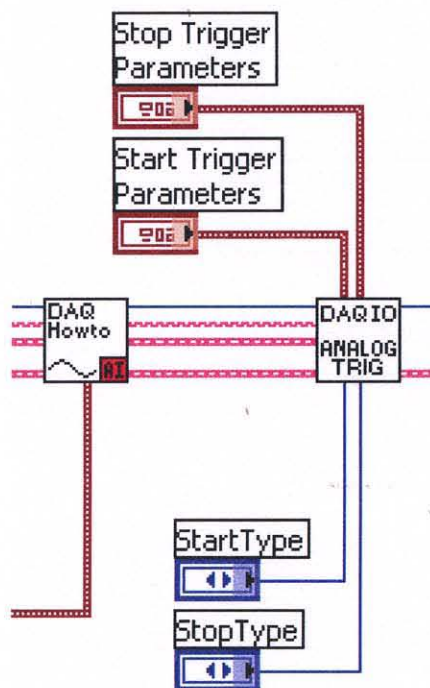 Stop Trigger
Parameters
Start Trigger
Parameters
DAQ
Howto
AI
DAQIO
ANALOG
TRIG
StartType
StopType